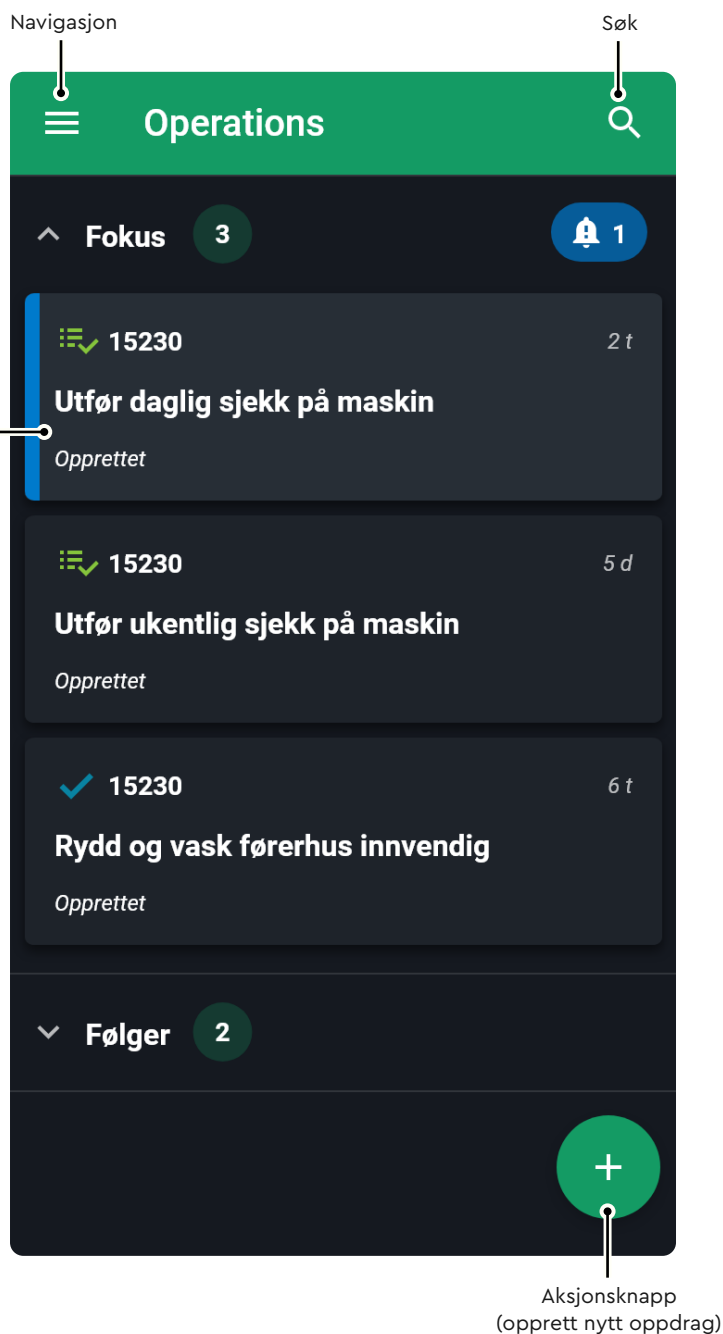 Navigasjon
Søk
Operations
Fokus 3 1
15230 2 t
Utfør daglig sjekk på maskin
Opprettet
15230 5 d
Utfør ukentlig sjekk på maskin
Opprettet
15230 6 t
Rydd og vask førerhus innvendig
Opprettet
Følger 2
Aksjonsknapp
(opprett nytt oppdrag)